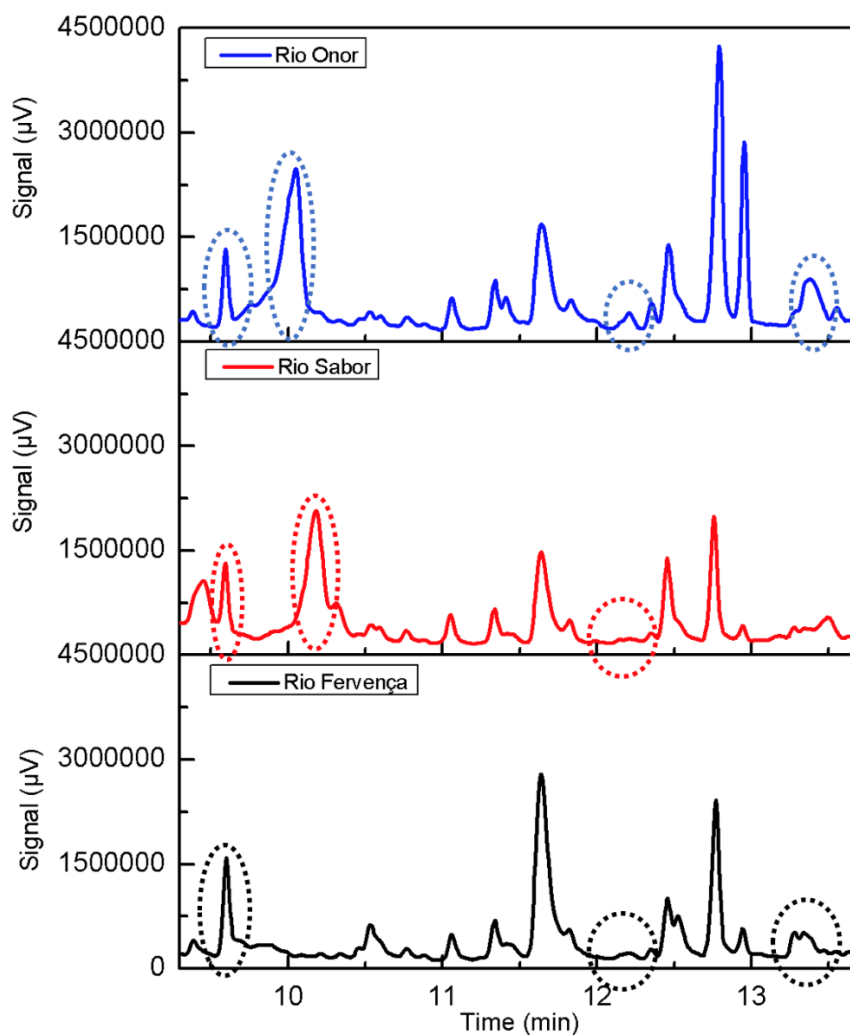 4500000
Rio Onor
3000000
Signal (µV)
1500000
4500000
Rio Sabor
3000000
Signal (µV)
1500000
4500000
Rio Fervença
3000000
Signal (µV)
1500000
0
10 11 12 13
Time (min)